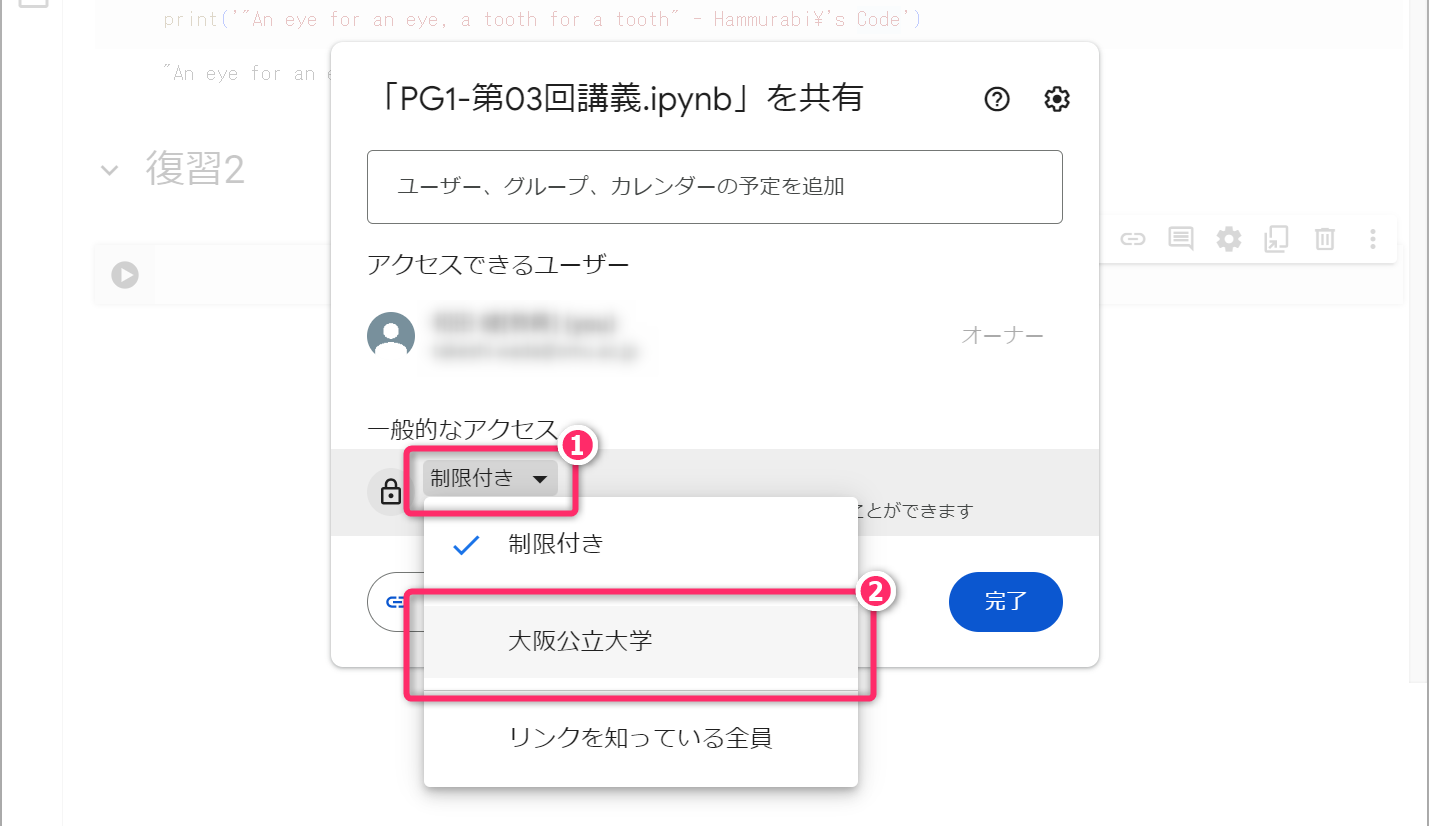 print('"An eye for an eye, a tooth for a tooth" - Hammurabi¥'s Code')
"An eye for an e
「PG1-第03回講義.ipynb」を共有
復習2
ユーザー、グループ、カレンダーの予定を追加
アクセスできるユーザー
オーナー
一般的なアクセス
1
制限付き
ことができます
制限付き
2
完了
大阪公立大学
リンクを知っている全員